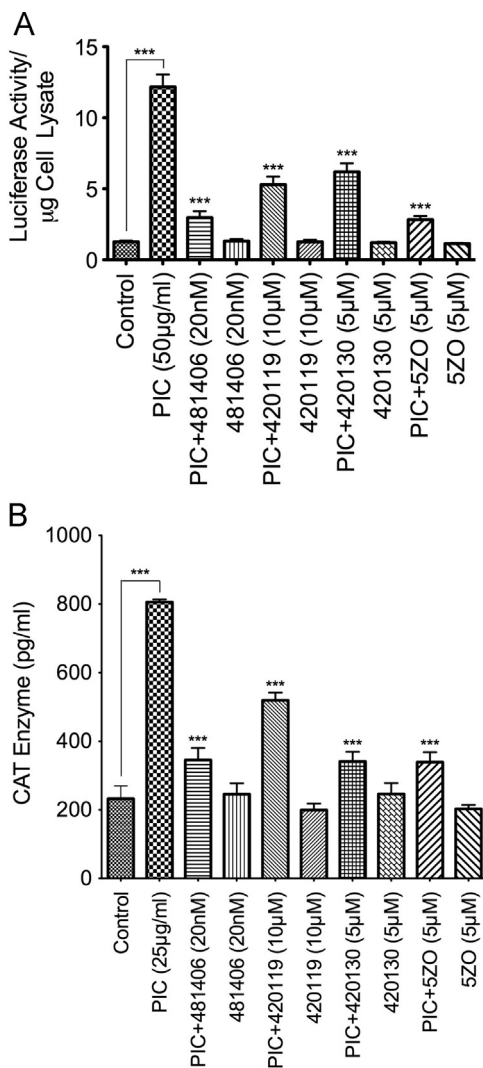 A
Luciferase Activity/
µg Cell Lysate
15
10
5
0
***
***
***
***
***
Control
PIC (50µg/ml)
PIC+481406 (20nM)
481406 (20nM)
PIC+420119 (10µM)
420119 (10µM)
PIC+420130 (5µM)
420130 (5µM)
PIC+5ZO (5µM)
5ZO (5µM)
B
CAT Enzyme (pg/ml)
1000
800
600
400
200
0
***
***
***
***
***
Control
PIC (25µg/ml)
PIC+481406 (20nM)
481406 (20nM)
PIC+420119 (10µM)
420119 (10µM)
PIC+420130 (5µM)
420130 (5µM)
PIC+5ZO (5µM)
5ZO (5µM)